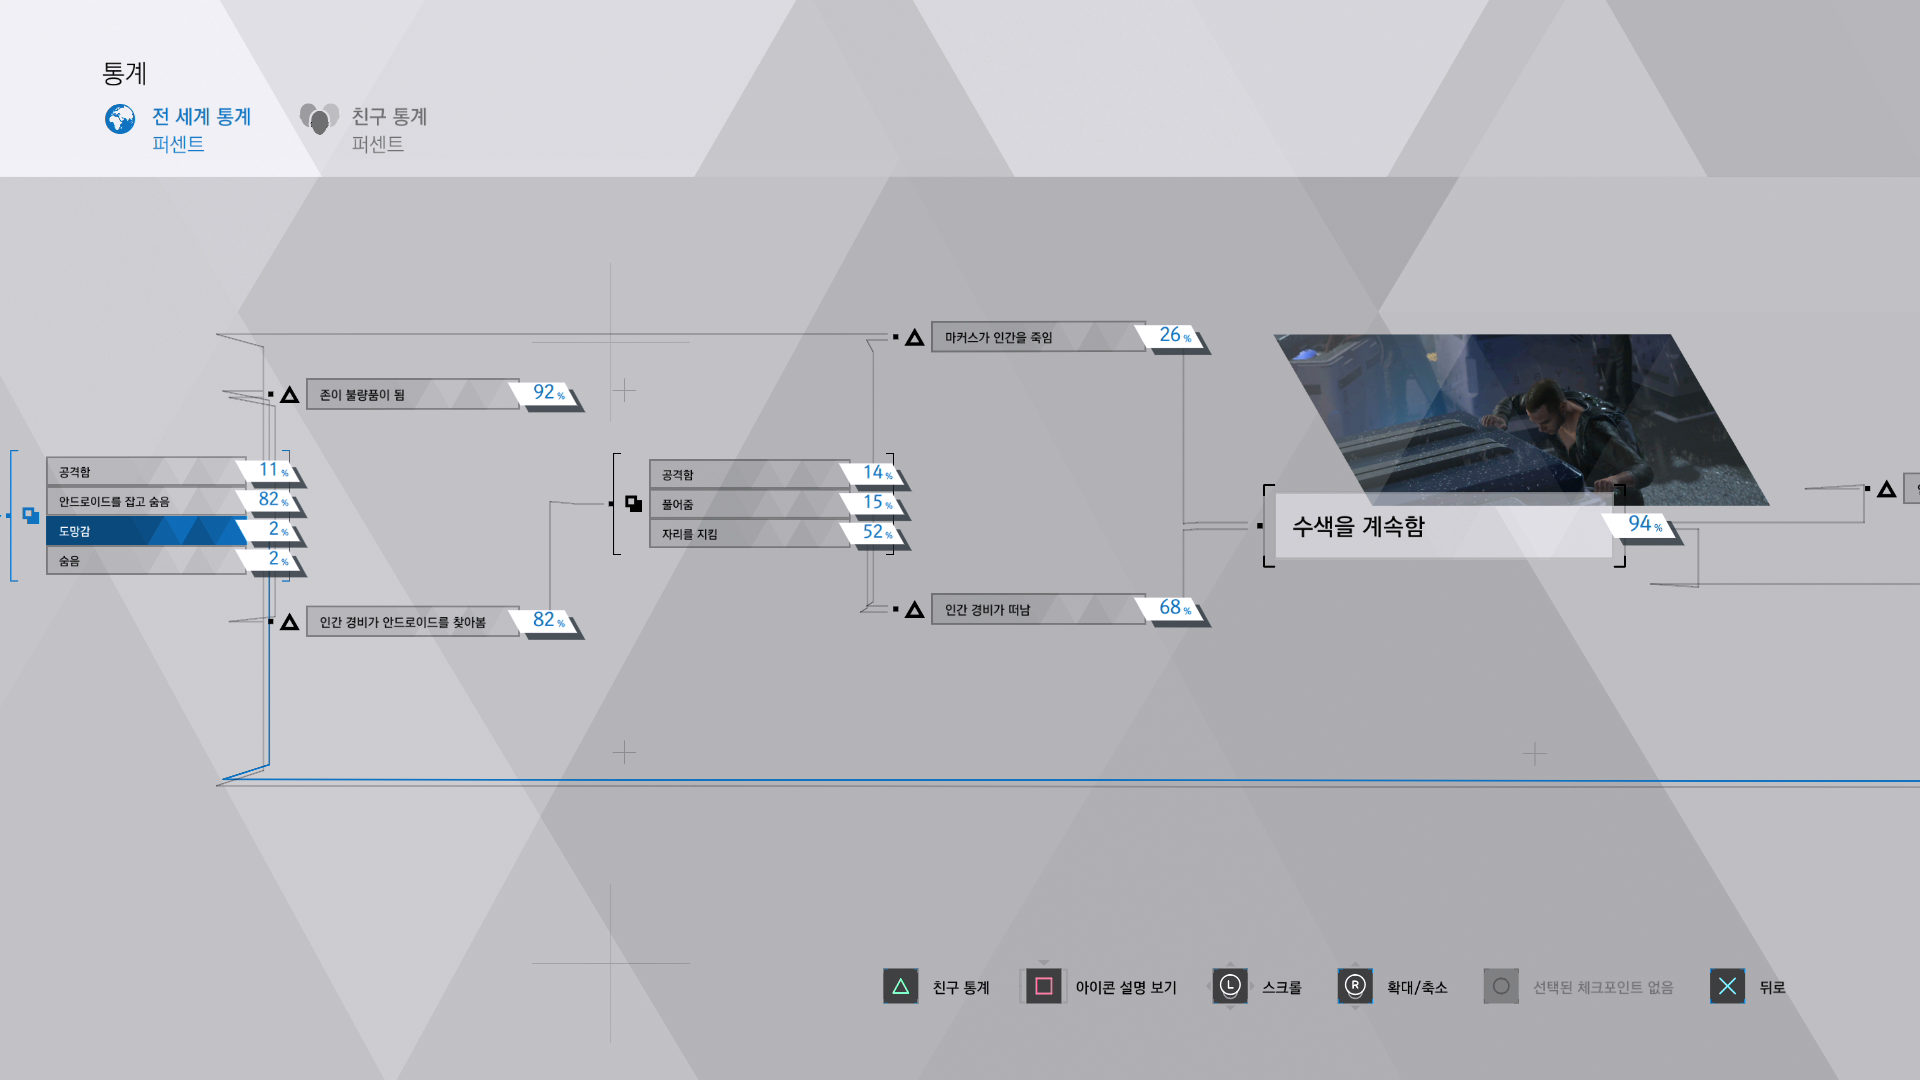 통계
전 세계 통계
퍼센트
친구 통계
퍼센트
공격함 11 %
안드로이드를 잡고 숨음 82 %
도망감 2 %
숨음 2 %
존이 불량품이 됨 92 %
인간 경비가 안드로이드를 찾아봄 82 %
공격함 14 %
풀어줌 15 %
자리를 지킴 52 %
마커스가 인간을 죽임 26 %
인간 경비가 떠남 68 %
수색을 계속함 94 %
친구 통계
아이콘 설명 보기
L 스크롤
R 확대/축소
선택된 체크포인트 없음
뒤로